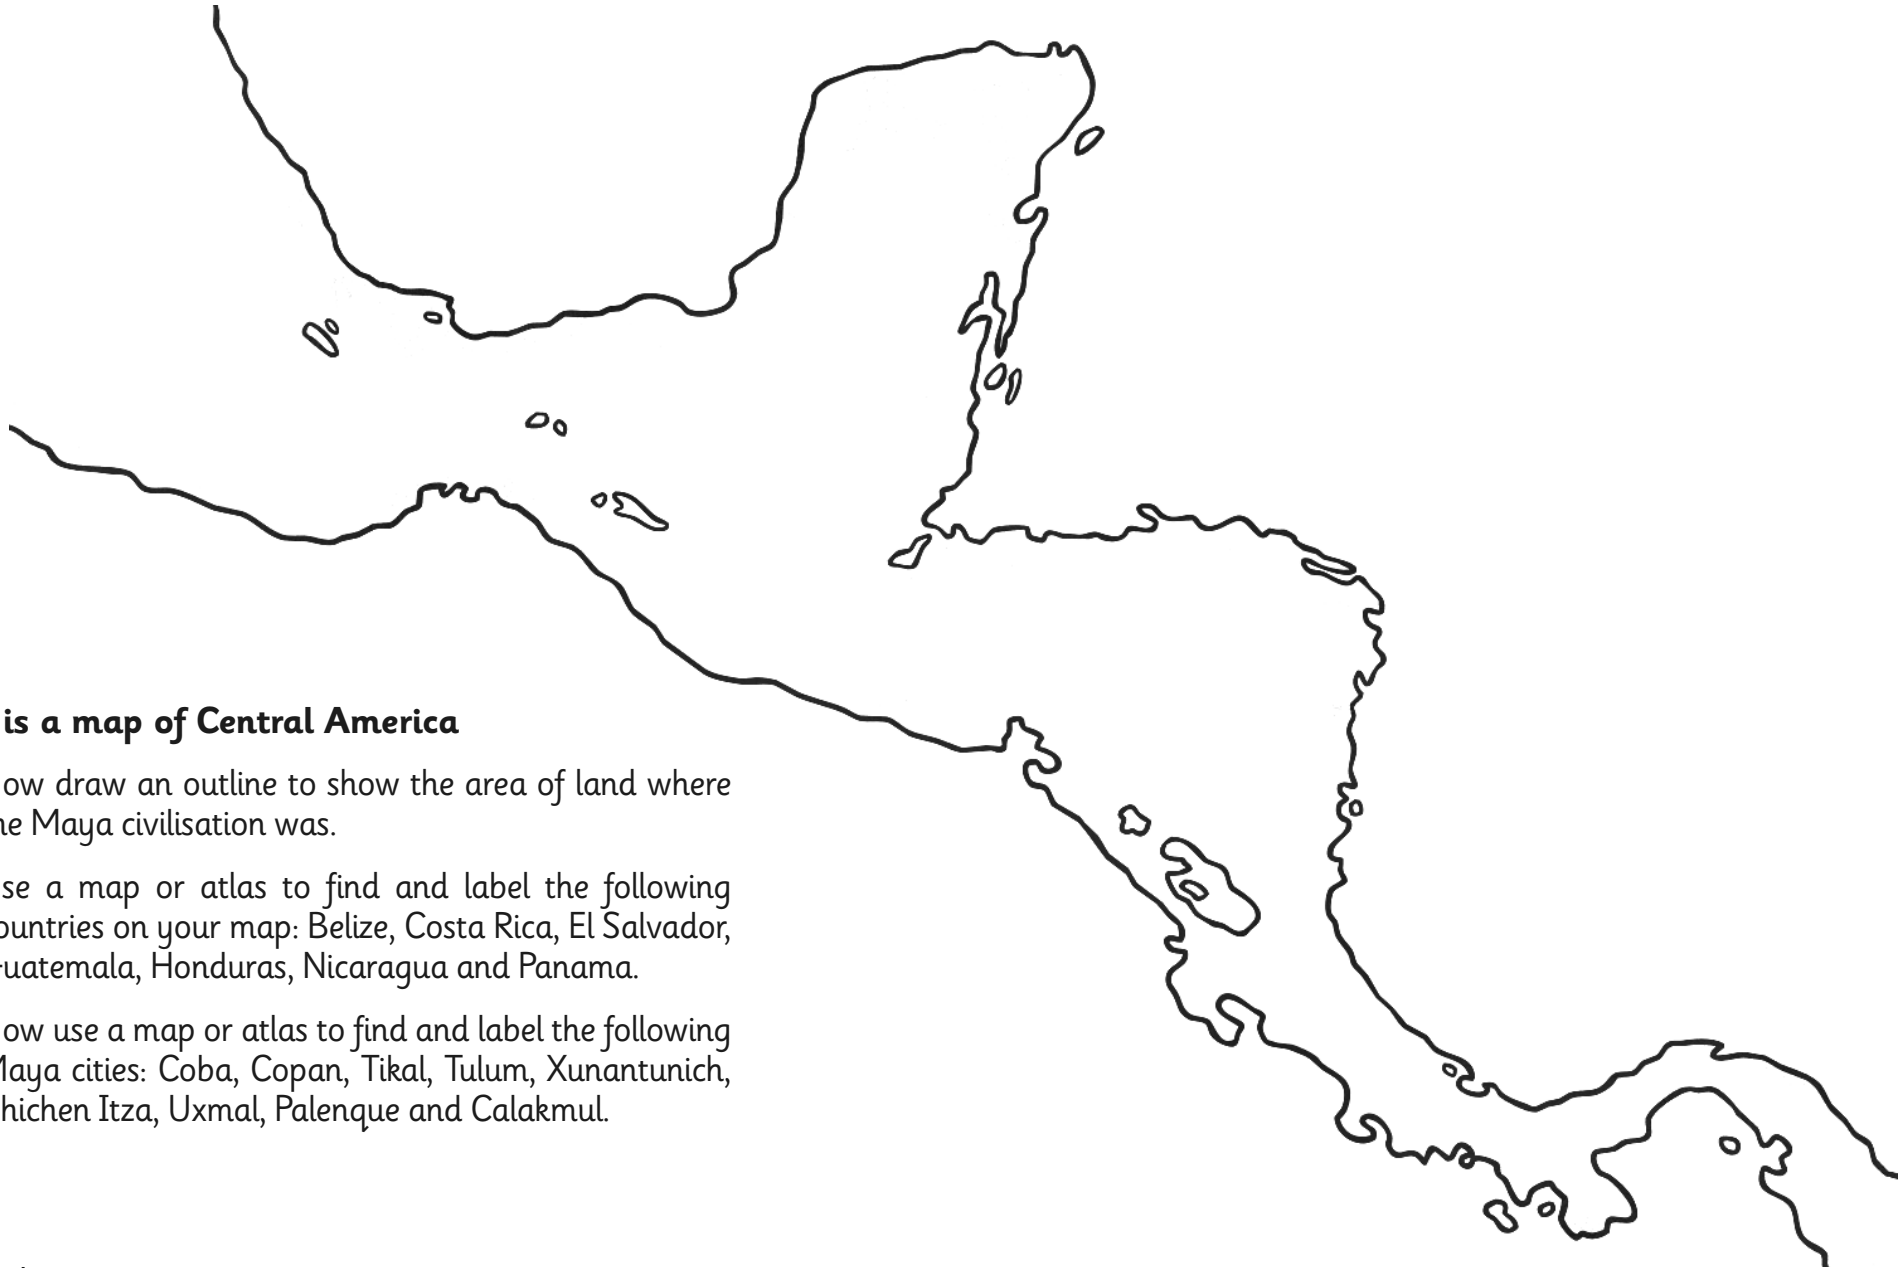 is a map of Central America
ow draw an outline to show the area of land where
he Maya civilisation was.
se a map or atlas to find and label the following
ountries on your map: Belize, Costa Rica, El Salvador,
uatemala, Honduras, Nicaragua and Panama.
ow use a map or atlas to find and label the following
Maya cities: Coba, Copan, Tikal, Tulum, Xunantunich,
hichen Itza, Uxmal, Palenque and Calakmul.